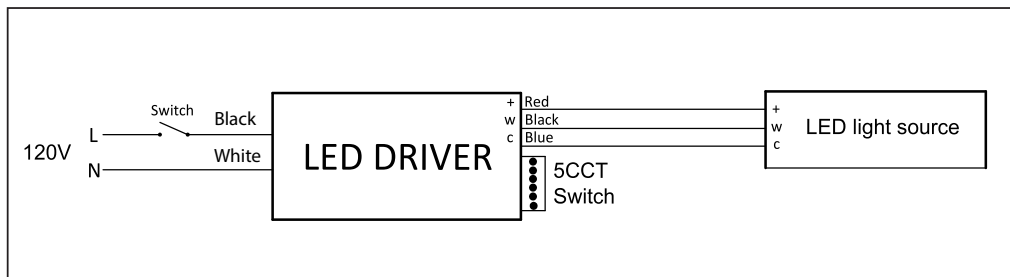 120V
L
Switch
Black
N
White
LED DRIVER
+ Red
w Black
c Blue
5CCT
Switch
+
w
c
LED light source